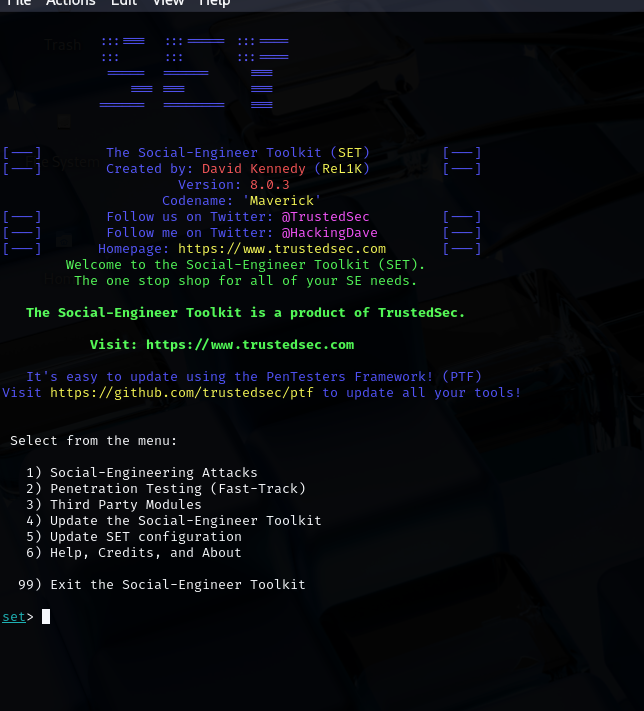 File Actions Edit View Help
Trash
[---] The Social-Engineer Toolkit (SET) [---]
[---] Created by: David Kennedy (ReL1K) [---]
Version: 8.0.3
Codename: 'Maverick'
[---] Follow us on Twitter: @TrustedSec [---]
[---] Follow me on Twitter: @HackingDave [---]
[---] Homepage: https://www.trustedsec.com [---]
Welcome to the Social-Engineer Toolkit (SET).
The one stop shop for all of your SE needs.
The Social-Engineer Toolkit is a product of TrustedSec.
Visit: https://www.trustedsec.com
It's easy to update using the PenTesters Framework! (PTF)
Visit https://github.com/trustedsec/ptf to update all your tools!
Select from the menu:
1) Social-Engineering Attacks
2) Penetration Testing (Fast-Track)
3) Third Party Modules
4) Update the Social-Engineer Toolkit
5) Update SET configuration
6) Help, Credits, and About
99) Exit the Social-Engineer Toolkit
set>